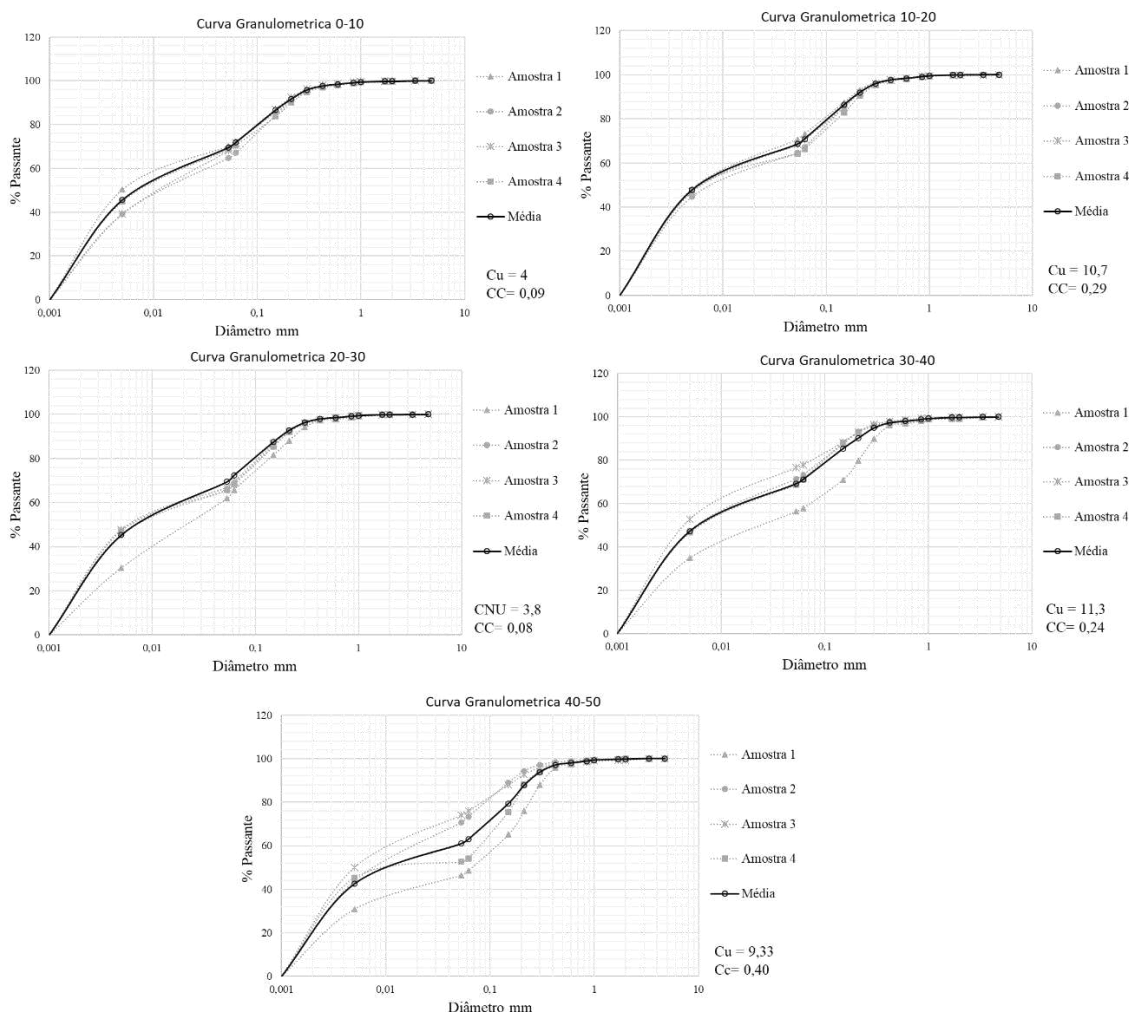 Curva Granulometrica 0-10
120
100
80
60
40
20
0
% Passante
0,001
0,01
0,1
1
10
Diâmetro mm
Amostra 1
Amostra 2
Amostra 3
Amostra 4
Média
Cu = 4
CC= 0,09
Curva Granulometrica 10-20
120
100
80
60
40
20
0
% Passante
0,001
0,01
0,1
1
10
Diâmetro mm
Amostra 1
Amostra 2
Amostra 3
Amostra 4
Média
Cu = 10,7
CC= 0,29
Curva Granulometrica 20-30
120
100
80
60
40
20
0
% Passante
0,001
0,01
0,1
1
10
Diâmetro mm
Amostra 1
Amostra 2
Amostra 3
Amostra 4
Média
CNU = 3,8
CC= 0,08
Curva Granulometrica 30-40
120
100
80
60
40
20
0
% Passante
0,001
0,01
0,1
1
10
Diâmetro mm
Amostra 1
Amostra 2
Amostra 3
Amostra 4
Média
Cu = 11,3
CC= 0,24
Curva Granulometrica 40-50
120
100
80
60
40
20
0
% Passante
0,001
0,01
0,1
1
10
Diâmetro mm
Amostra 1
Amostra 2
Amostra 3
Amostra 4
Média
Cu = 9,33
Cc= 0,40